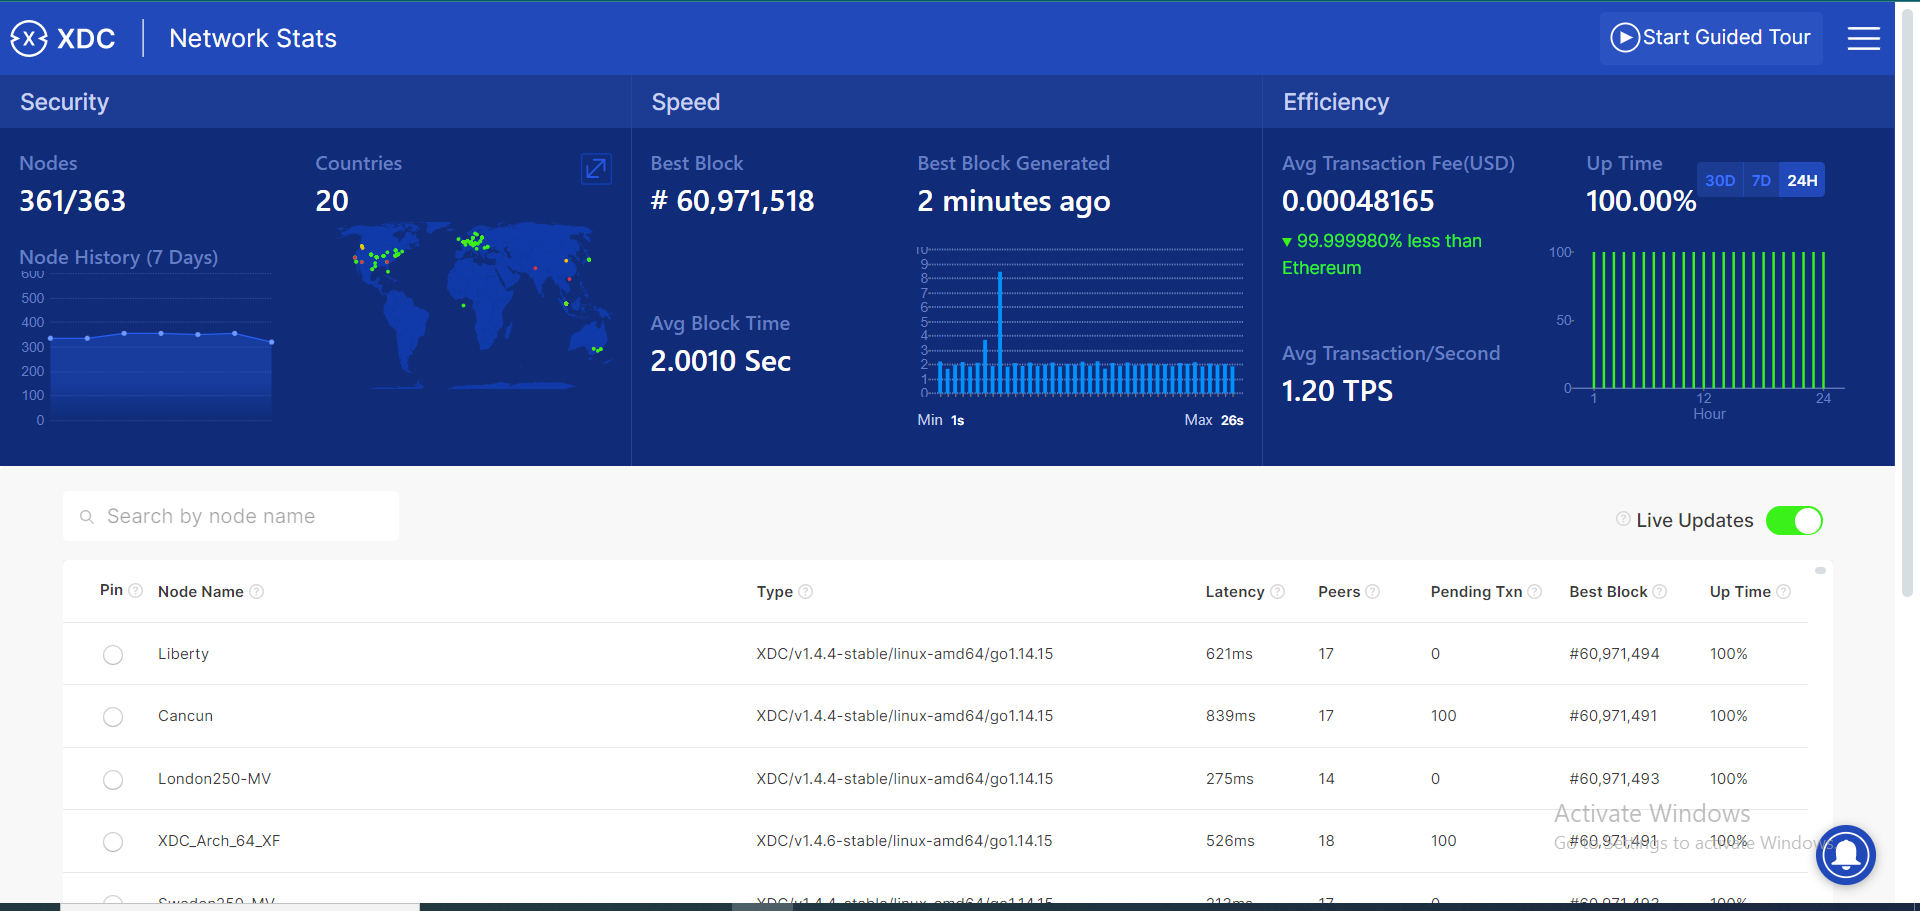 XDC
Network Stats
Start Guided Tour
Security
Speed
Efficiency
Nodes
361/363
Countries
20
Node History (7 Days)
600
500
400
300
200
100
0
Best Block
# 60,971,518
Best Block Generated
2 minutes ago
Avg Block Time
2.0010 Sec
10
9
8
7
6
5
4
3
2
1
0
Min 1s
Max 26s
Avg Transaction Fee(USD)
0.00048165
▼ 99.999980% less than
Ethereum
Avg Transaction/Second
1.20 TPS
Up Time
100.00%
30D 7D 24H
100
50
0
1 12 24
Hour
Search by node name
Live Updates
Pin Node Name Type Latency Peers Pending Txn Best Block Up Time
Liberty XDC/v1.4.4-stable/linux-amd64/go1.14.15 621ms 17 0 #60,971,494 100%
Cancun XDC/v1.4.4-stable/linux-amd64/go1.14.15 839ms 17 100 #60,971,491 100%
London250-MV XDC/v1.4.4-stable/linux-amd64/go1.14.15 275ms 14 0 #60,971,493 100%
XDC_Arch_64_XF XDC/v1.4.6-stable/linux-amd64/go1.14.15 526ms 18 100 #60,971,491 100%
Sweden250-MV XDC/v1.4.4-stable/linux-amd64/go1.14.15 213ms 17 0 #60,971,493 100%
Activate Windows
Go to Settings to activate Windows.